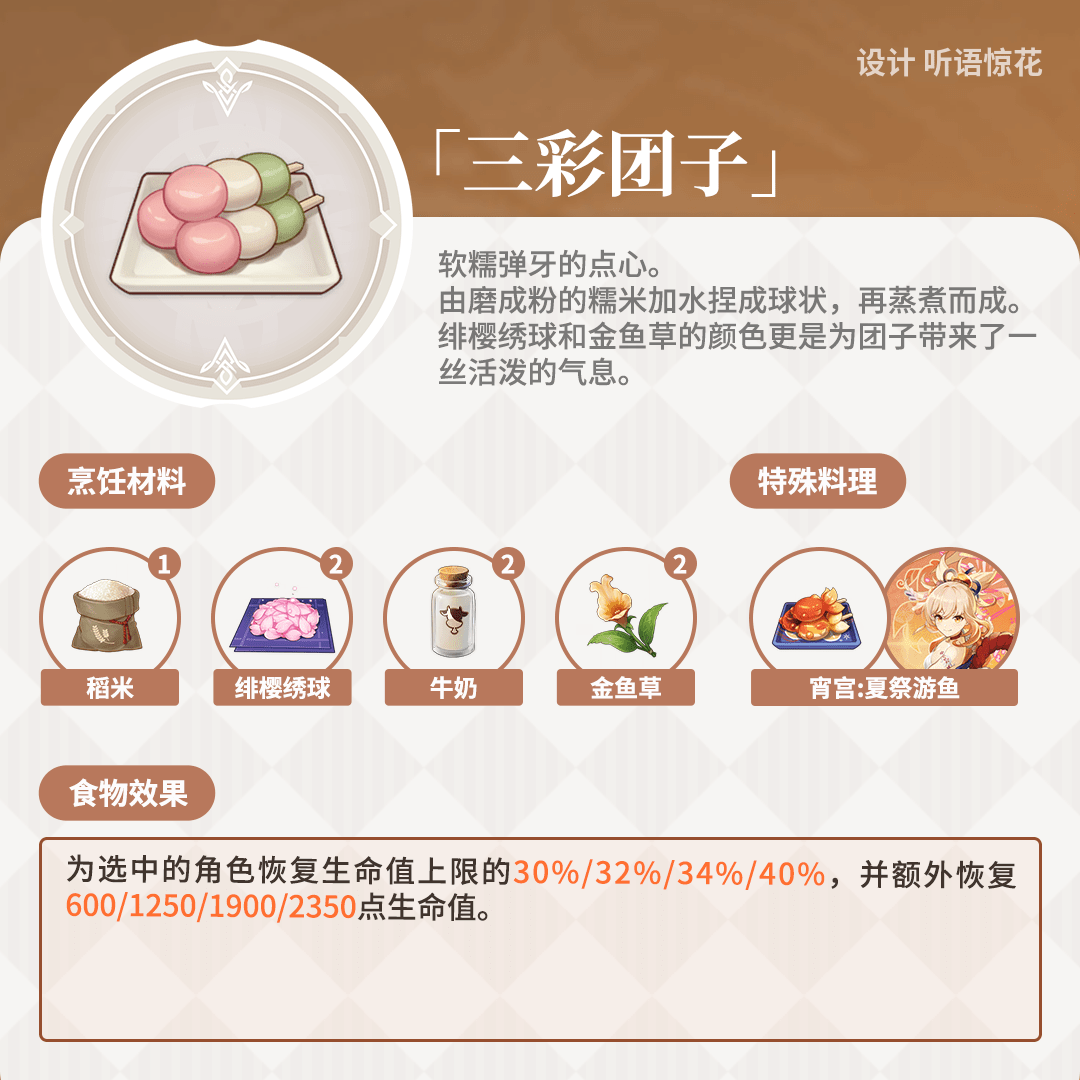 设计 听语惊花
「三彩团子」
软糯弹牙的点心。
由磨成粉的糯米加水捏成球状，再蒸煮而成。
绯樱绣球和金鱼草的颜色更是为团子带来了一
丝活泼的气息。
烹饪材料
特殊料理
1
2
2
2
稻米
绯樱绣球
牛奶
金鱼草
宵宫:夏祭游鱼
食物效果
为选中的角色恢复生命值上限的30%/32%/34%/40%，并额外恢复
600/1250/1900/2350点生命值。